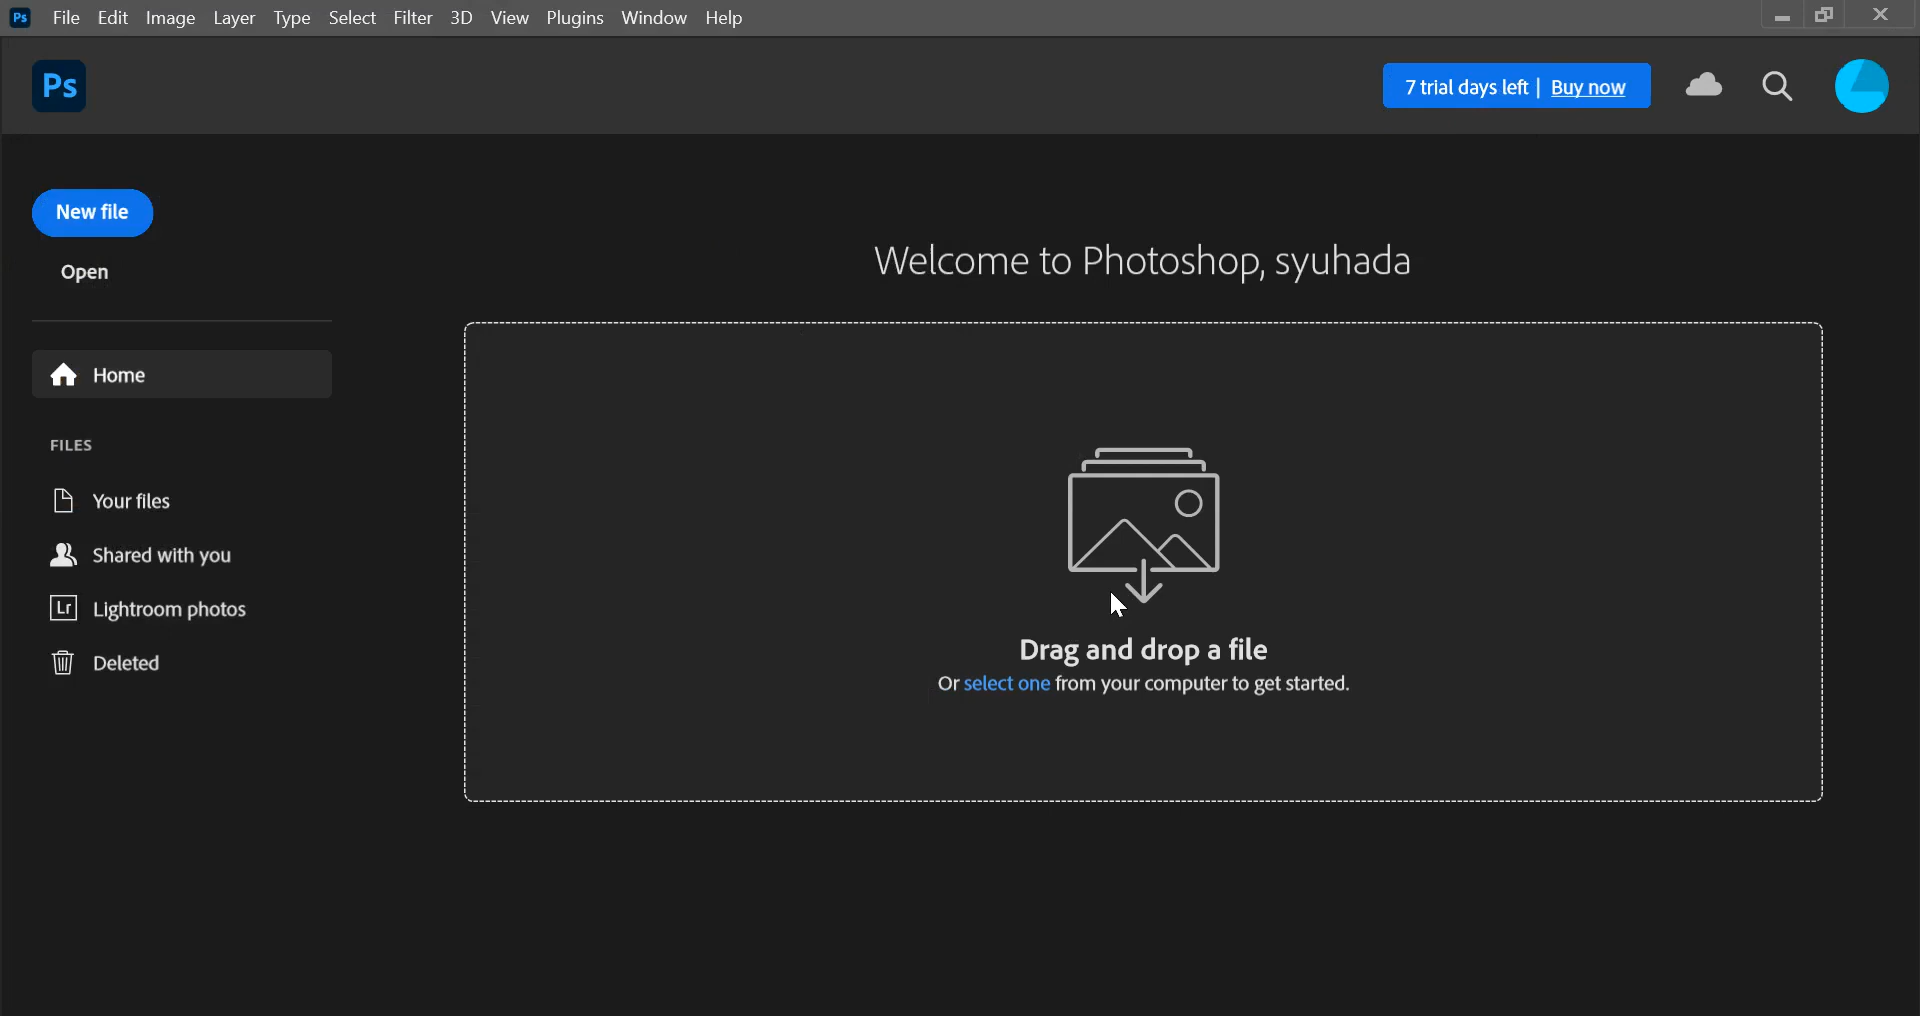 Ps File Edit Image Layer Type Select Filter 3D View Plugins Window Help
Ps
7 trial days left | Buy now
New file
Open
Welcome to Photoshop, syuhada
Home
FILES
Your files
Shared with you
Lr Lightroom photos
Deleted
Drag and drop a file
Or select one from your computer to get started.